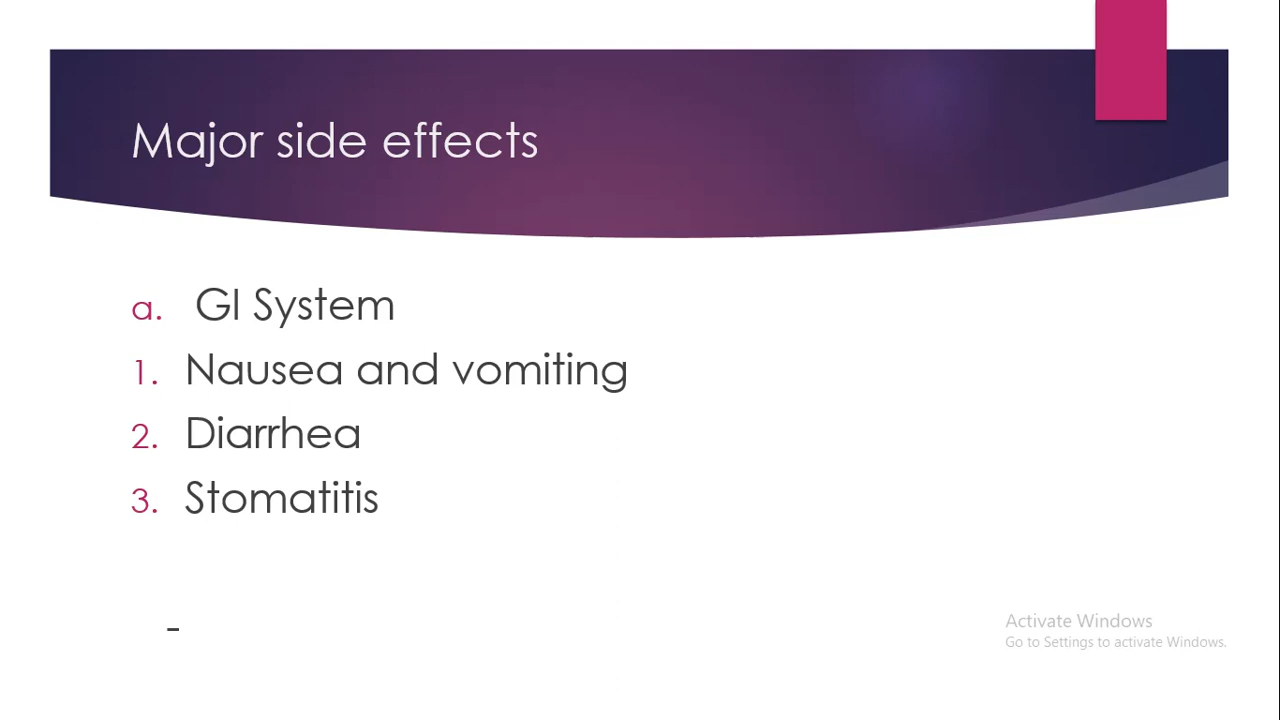 Major side effects
a. GI System
1. Nausea and vomiting
2. Diarrhea
3. Stomatitis
-
Activate Windows
Go to Settings to activate Windows.